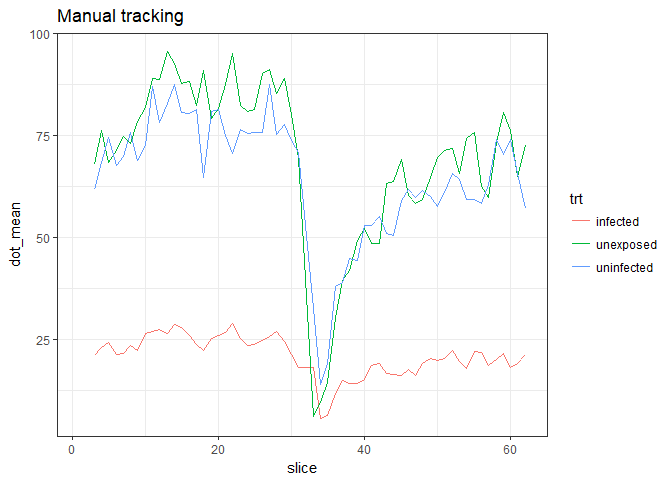 Manual tracking
100
75
50
25
dot_mean
0
20
40
60
slice
trt
infected
unexposed
uninfected